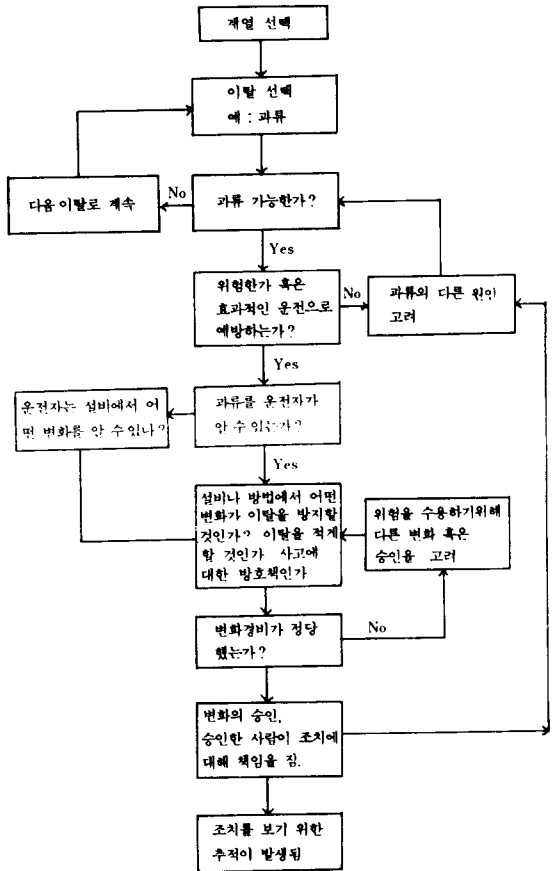 계열 선택
이탈 선택
예 : 과류
No
다음 이탈로 계속
과류 가능한가?
Yes
위험한가 혹은
효과적인 운전으로
예방하는가?
No
과류의 다른 원인
고려
Yes
운전자는 설비에서 어
떤 변화를 알 수 있나?
과류를 운전자가
알 수 있는가?
Yes
설비나 방법에서 어떤
변화가 이탈을 방지할
것인가? 이탈을 적게
할 것인가 사고에
대한 방호책인가
위험을 수용하기위해
다른 변화 혹은
승인을 고려
변화경비가 정당
했는가?
No
변화의 승인,
승인한 사람이 조치에
대해 책임을 짐.
조치를 보기 위한
추적이 발생됨